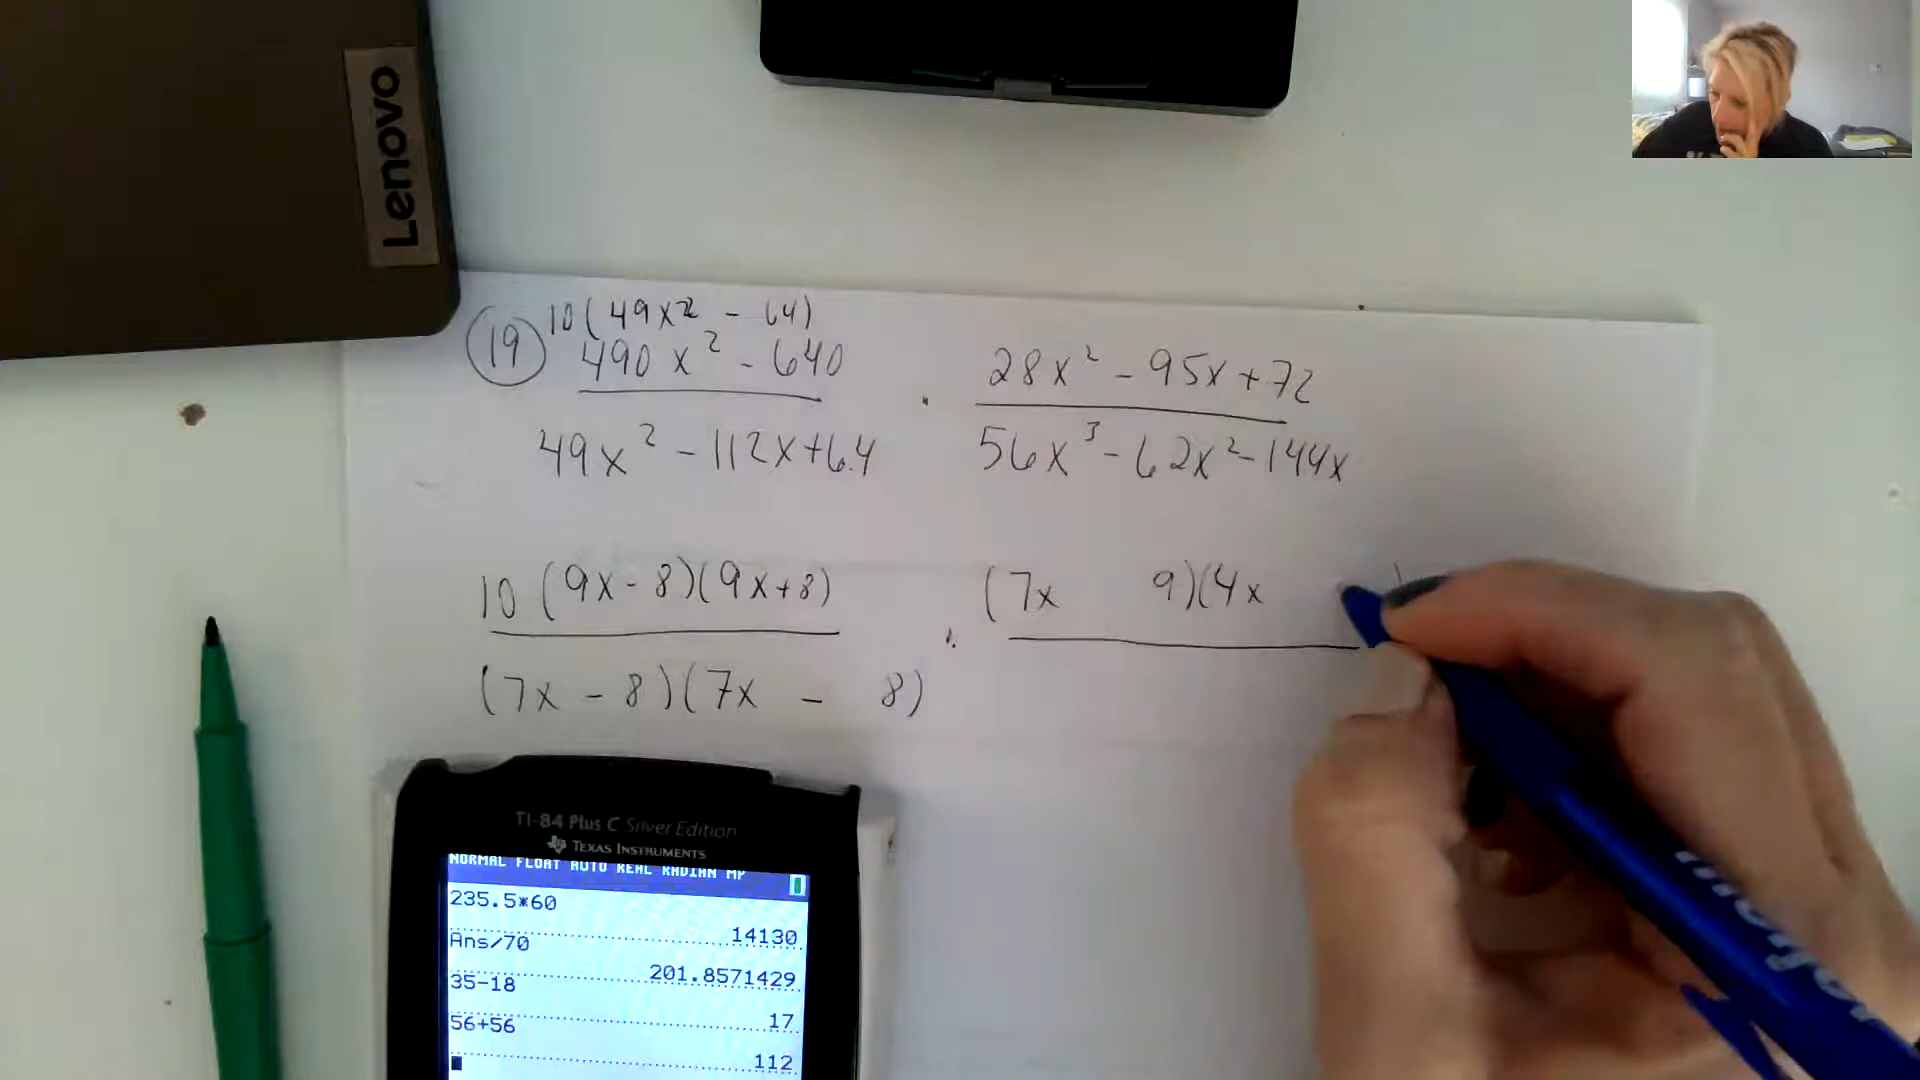 Lenovo
19
10(49x² - 64)
490x² - 640 · 28x² - 95x + 72
49x² - 112x + 64 56x³ - 62x² - 144x
10(9x - 8)(9x + 8) · (7x 9)(4x )
(7x - 8)(7x - 8)
TI-84 Plus C Silver Edition
TEXAS INSTRUMENTS
NORMAL FLOAT AUTO REAL RADIAN MP
235.5*60
14130
Ans/70
201.8571429
35-18
17
56+56
112